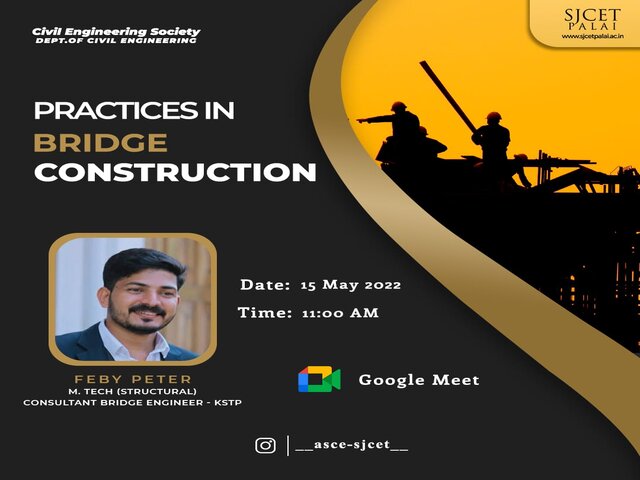 Civil Engineering Society
DEPT.OF CIVIL ENGINEERING
SJCET
PALAI
www.sjcetpalai.ac.in
PRACTICES IN
BRIDGE
CONSTRUCTION
Date: 15 May 2022
Time: 11:00 AM
FEBY PETER
M. TECH (STRUCTURAL)
CONSULTANT BRIDGE ENGINEER - KSTP
Google Meet
__asce-sjcet__